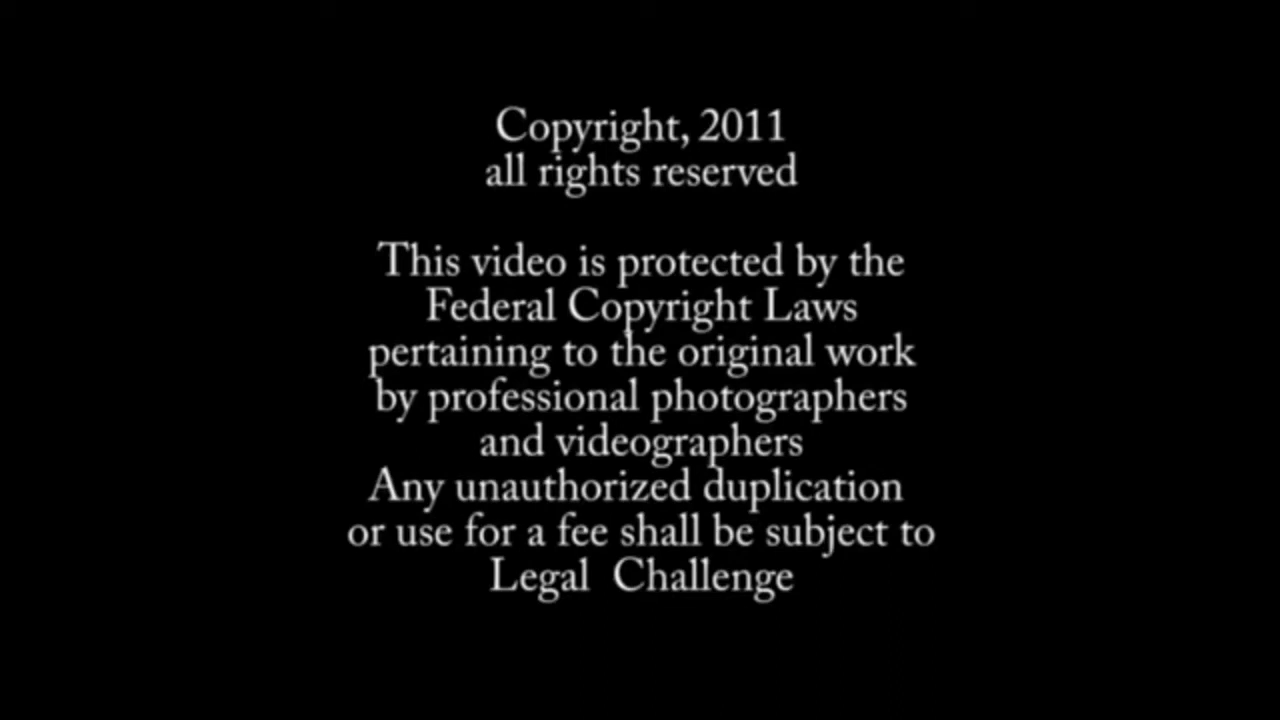 Copyright, 2011
all rights reserved
This video is protected by the
Federal Copyright Laws
pertaining to the original work
by professional photographers
and videographers
Any unauthorized duplication
or use for a fee shall be subject to
Legal  Challenge